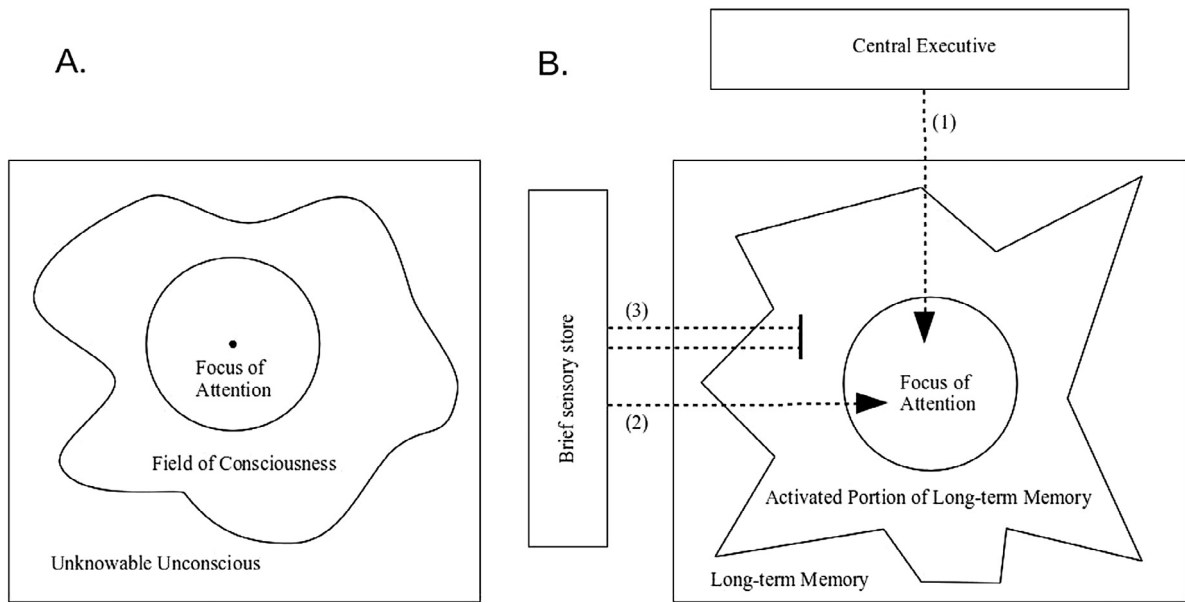 A.
Focus of
Attention
Field of Consciousness
Unknowable Unconscious
B.
Central Executive
(1)
Brief sensory store
(3)
(2)
Focus of
Attention
Activated Portion of Long-term Memory
Long-term Memory